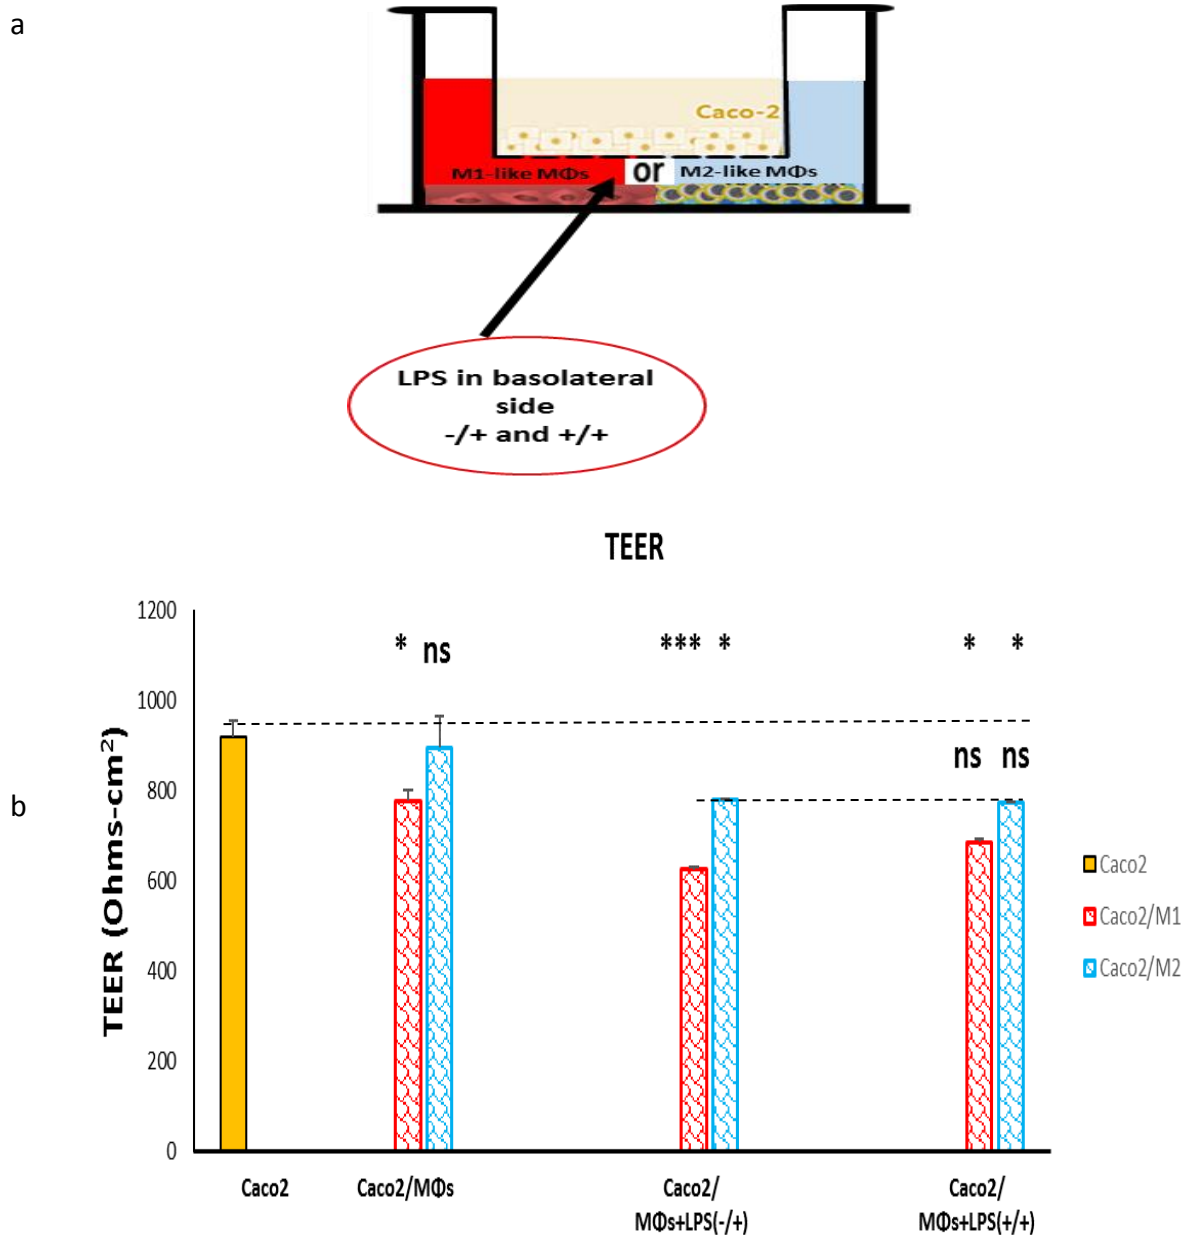 a
Caco-2
M1-like MΦs or M2-like MΦs
LPS in basolateral
side
-/+ and +/+
TEER
b
TEER (Ohms-cm²)
1200
1000
800
600
400
200
0
* ns *** * * *
ns ns
Caco2
Caco2/M1
Caco2/M2
Caco2 Caco2/MΦs Caco2/ Caco2/
MΦs+LPS(-/+) MΦs+LPS(+/+)